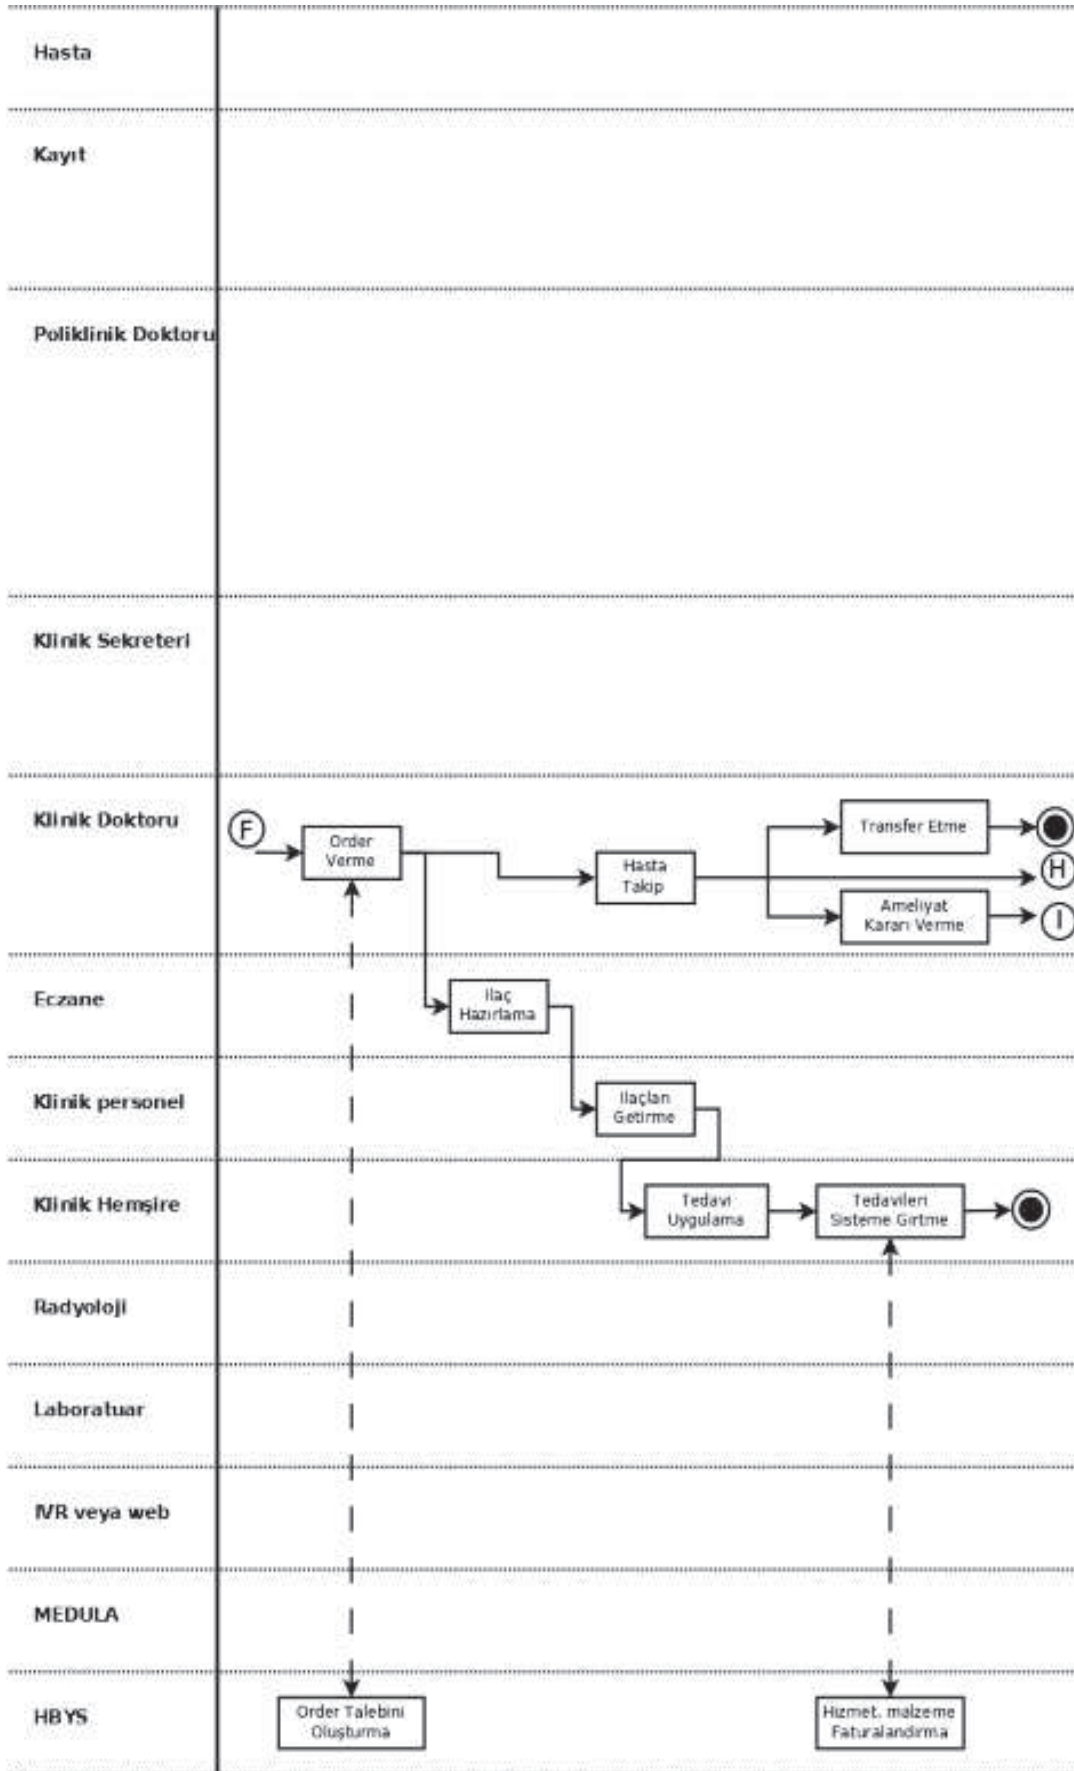 Hasta
Kayıt
Poliklinik Doktoru
Klinik Sekreteri
Klinik Doktoru
F
Order
Verme
Hasta
Takip
Transfer Etme
H
Ameliyat
Kararı Verme
I
Eczane
İlaç
Hazırlama
Klinik personel
İlaçları
Getirme
Klinik Hemşire
Tedavi
Uygulama
Tedavileri
Sisteme Girtme
Radyoloji
Laboratuar
IVR veya web
MEDULA
HBYS
Order Talebini
Oluşturma
Hizmet. malzeme
Faturalandırma